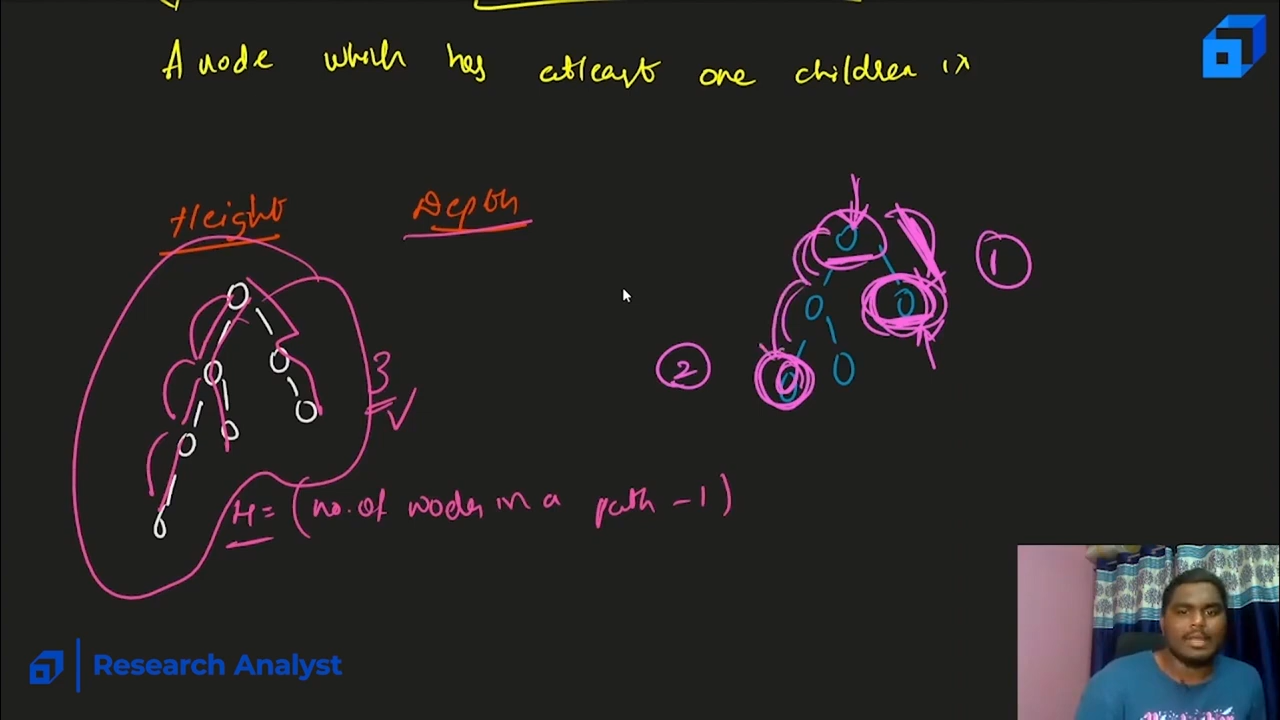 A node which has atleast one children is
Height Depth
1
3
2
H = (no. of nodes in a path - 1)
Research Analyst